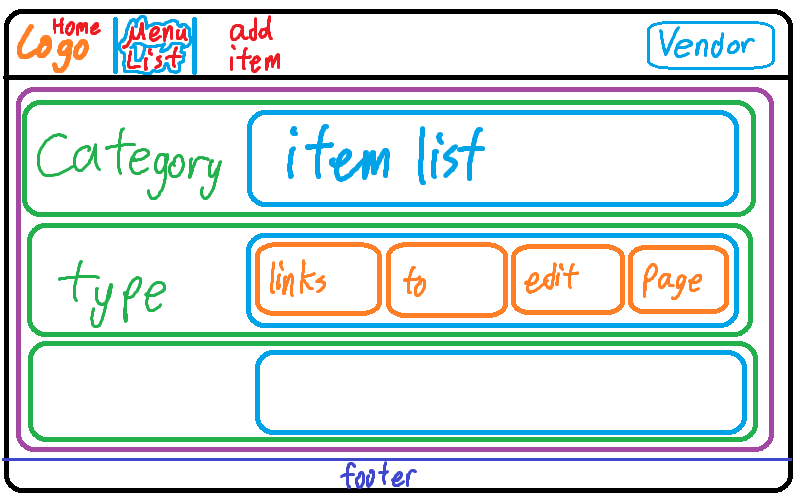 Logo Home
Menu
List
add
item
Vendor
Category
item list
type
links to edit page
footer